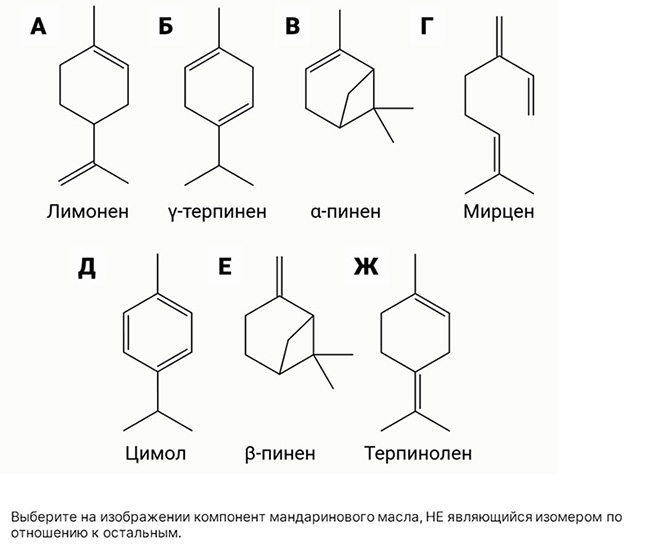 А Б В Г
Лимонен γ-терпинен α-пинен Мирцен
Д Е Ж
Цимол β-пинен Терпинолен
Выберите на изображении компонент мандаринового масла, НЕ являющийся изомером по
отношению к остальным.